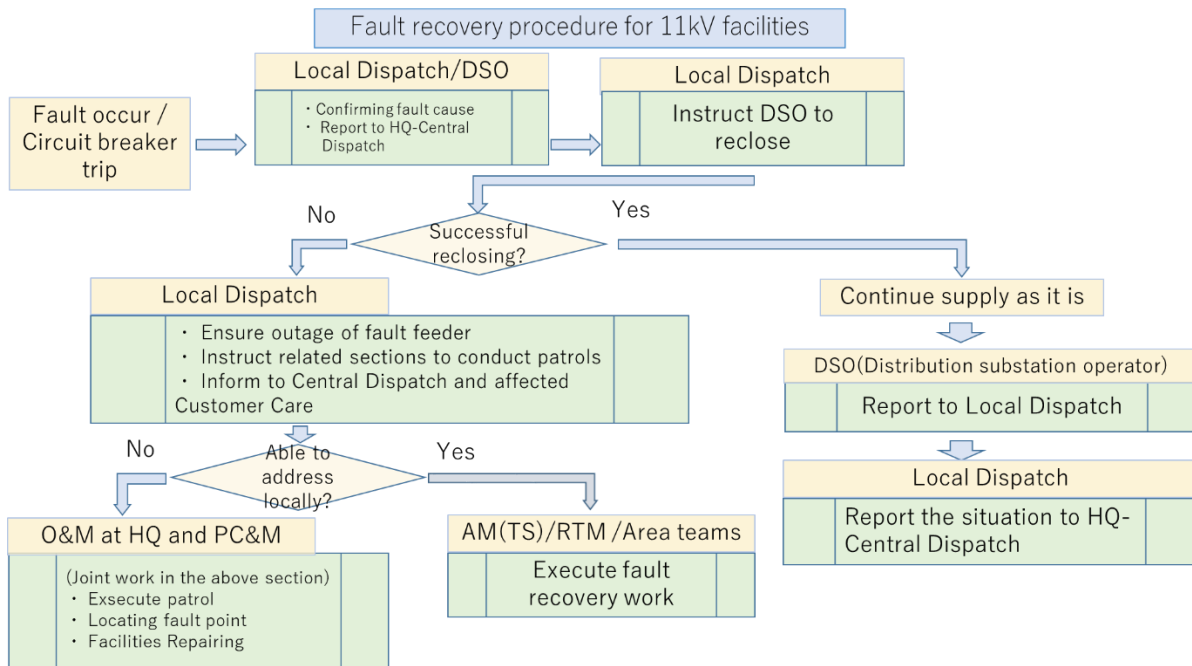 Fault recovery procedure for 11kV facilities
Fault occur /
Circuit breaker
trip
Local Dispatch/DSO
・Confirming fault cause
・ Report to HQ-Central
Dispatch
Local Dispatch
Instruct DSO to
reclose
Successful
reclosing?
No
Yes
Local Dispatch
・ Ensure outage of fault feeder
・ Instruct related sections to conduct patrols
・ Inform to Central Dispatch and affected
Customer Care
Continue supply as it is
DSO(Distribution substation operator)
Report to Local Dispatch
Local Dispatch
Report the situation to HQ-
Central Dispatch
Able to
address
locally?
No
Yes
O&M at HQ and PC&M
(Joint work in the above section)
・ Exsecute patrol
・ Locating fault point
・ Facilities Repairing
AM(TS)/RTM /Area teams
Execute fault
recovery work